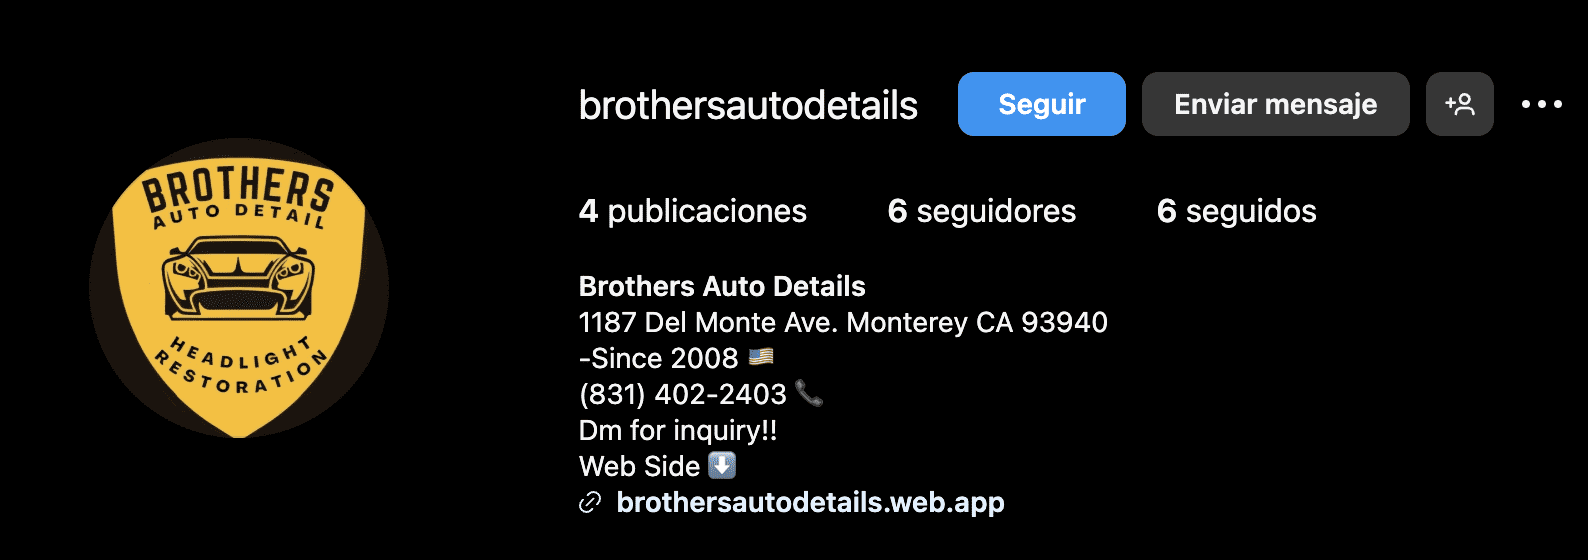 brothersautodetails Seguir Enviar mensaje
4 publicaciones 6 seguidores 6 seguidos
BROTHERS
AUTO DETAIL
HEADLIGHT
RESTORATION
Brothers Auto Details
1187 Del Monte Ave. Monterey CA 93940
-Since 2008 🇺🇸
(831) 402-2403 📞
Dm for inquiry!!
Web Side ⬇️
brothersautodetails.web.app